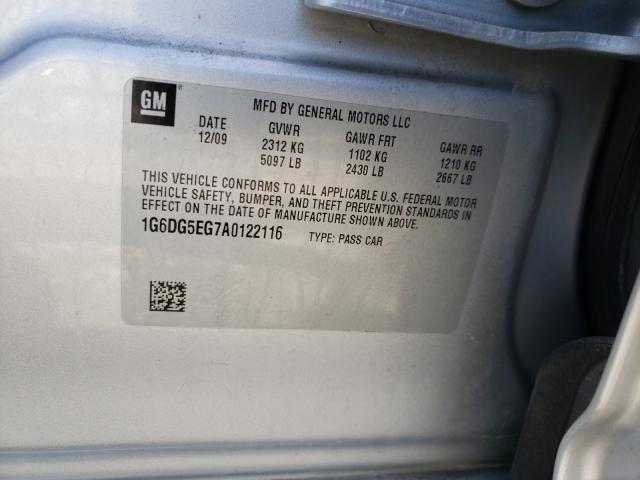 GM
MFD BY GENERAL MOTORS LLC
DATE GVWR GAWR FRT GAWR RR
12/09 2312 KG 1102 KG 1210 KG
5097 LB 2430 LB 2667 LB
THIS VEHICLE CONFORMS TO ALL APPLICABLE U.S. FEDERAL MOTOR
VEHICLE SAFETY, BUMPER, AND THEFT PREVENTION STANDARDS IN
EFFECT ON THE DATE OF MANUFACTURE SHOWN ABOVE.
1G6DG5EG7A0122116 TYPE: PASS CAR